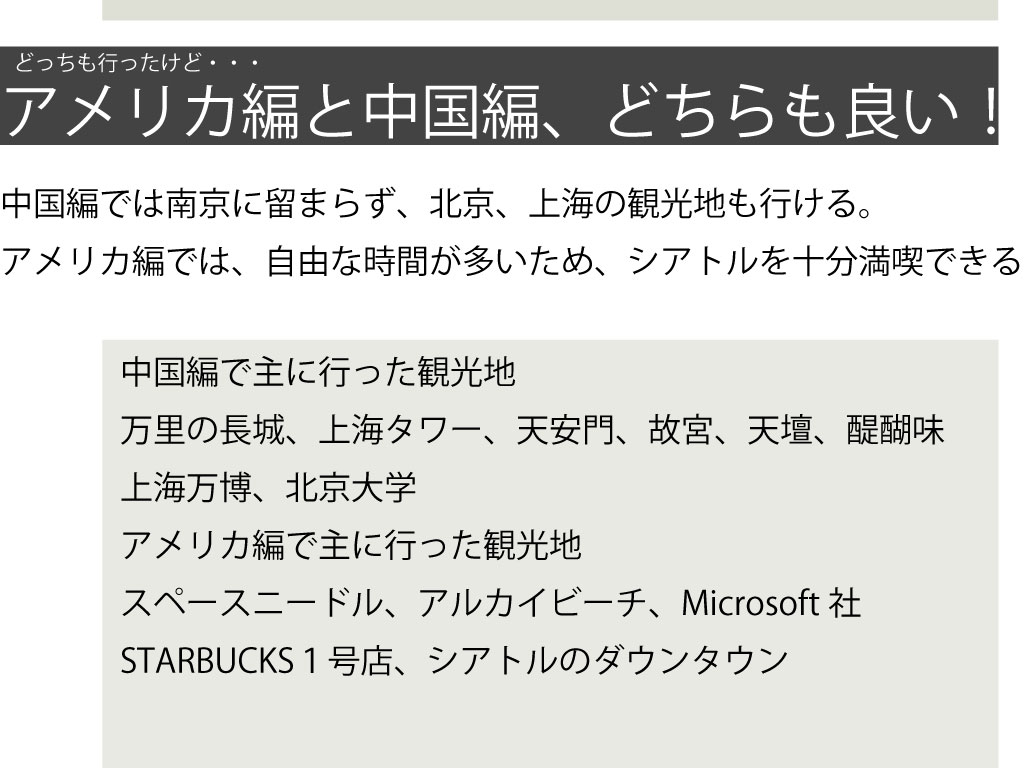 どっちも行ったけど・・・
アメリカ編と中国編、どちらも良い！
中国編では南京に留まらず、北京、上海の観光地も行ける。
アメリカ編では、自由な時間が多いため、シアトルを十分満喫できる
中国編で主に行った観光地
万里の長城、上海タワー、天安門、故宮、天壇、醍醐味
上海万博、北京大学
アメリカ編で主に行った観光地
スペースニードル、アルカイビーチ、Microsoft 社
STARBUCKS 1 号店、シアトルのダウンタウン